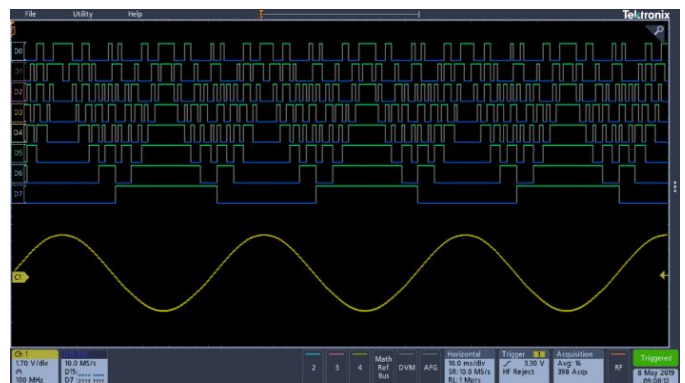 File Utility Help
Tektronix
D0
D1
D2
D3
D4
D5
D6
D7
C1
Ch 1
1.70 V/div
100 MHz
10.0 MS/s
D15:
D7
2
3
4
Math
Ref
Bus
DVM
AFG
Horizontal
10.0 ms/div
SR: 10.0 MS/s
RL: 1 Mpts
Trigger 1
3.30 V
HF Reject
Acquisition
Avg: 16
398 Acqs
RF
Triggered
8 May 2019
09:08:12